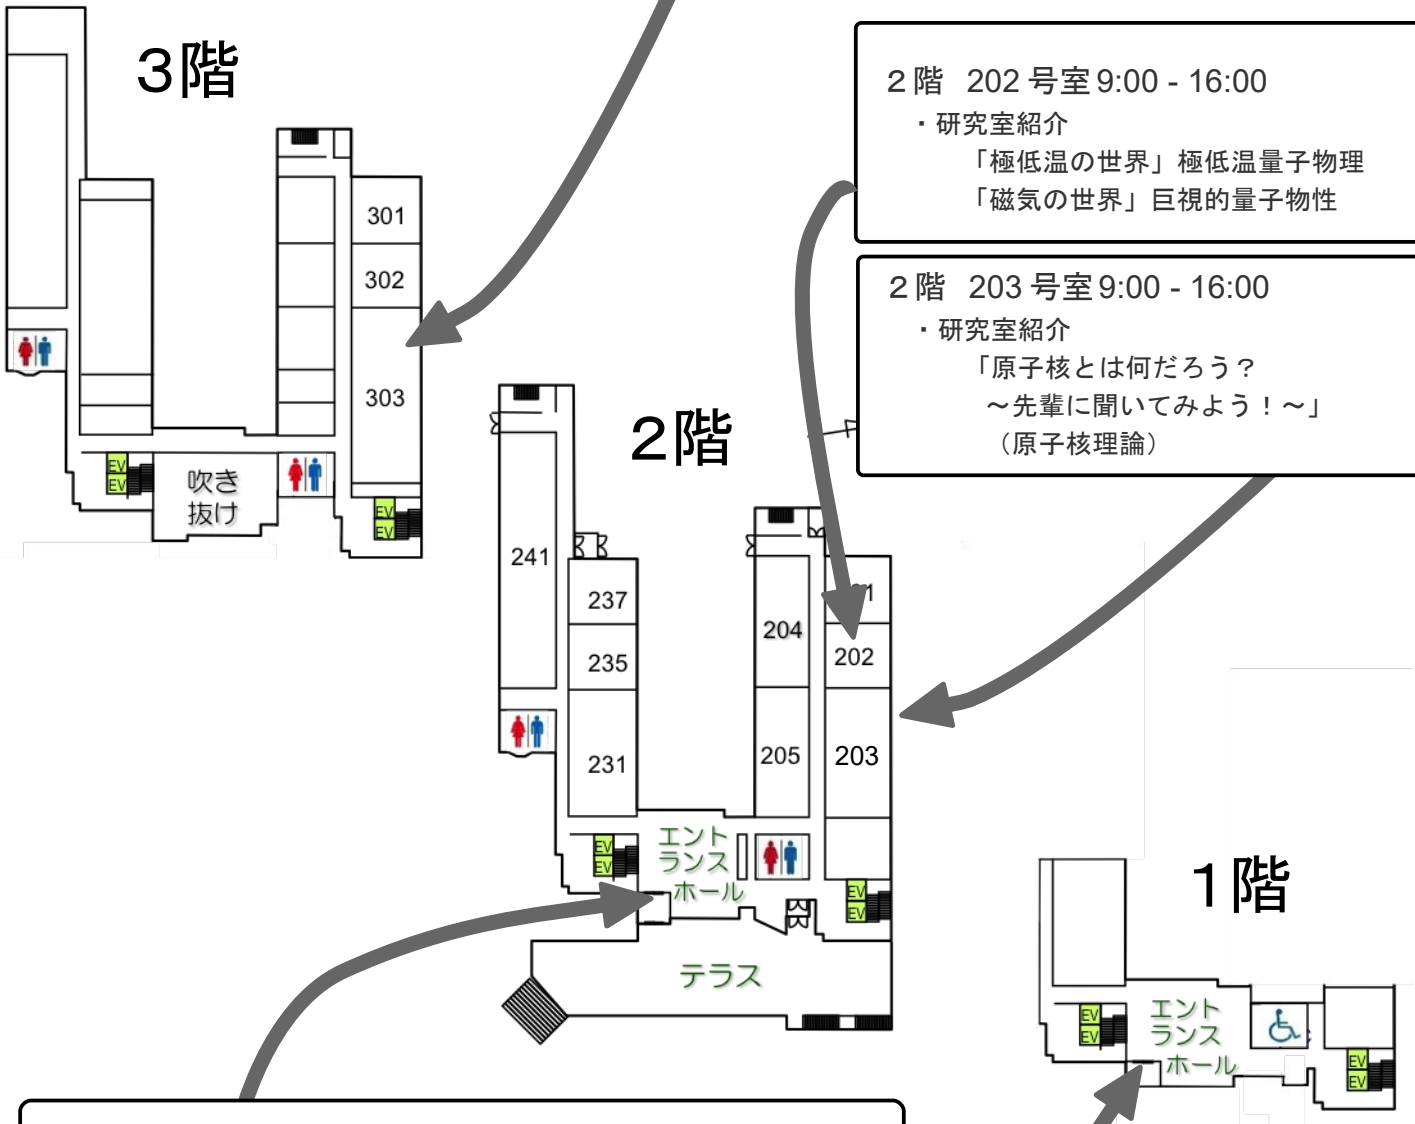 3階
301
302
303
EV
EV
吹き
抜け
EV
EV
2階 202号室 9:00 - 16:00
・研究室紹介
「極低温の世界」極低温量子物理
「磁気の世界」巨視的量子物性
2階 203号室 9:00 - 16:00
・研究室紹介
「原子核とは何だろう?
~先輩に聞いてみよう!~」
(原子核理論)
2階
241
237
235
231
204
205
202
203
EV
EV
エント
ランス
ホール
EV
EV
テラス
1階
EV
EV
エント
ランス
ホール
EV
EV